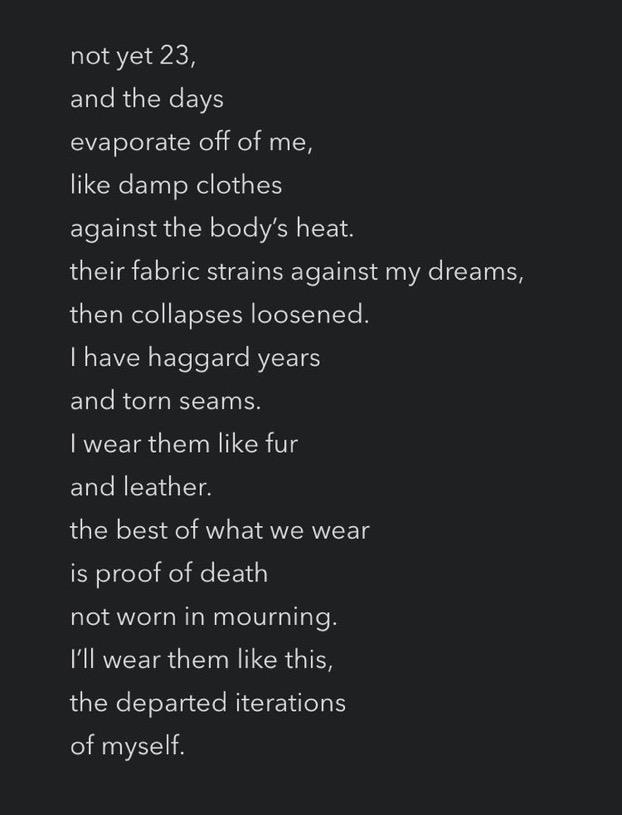 not yet 23,
and the days
evaporate off of me,
like damp clothes
against the body's heat.
their fabric strains against my dreams,
then collapses loosened.
I have haggard years
and torn seams.
I wear them like fur
and leather.
the best of what we wear
is proof of death
not worn in mourning.
I'll wear them like this,
the departed iterations
of myself.